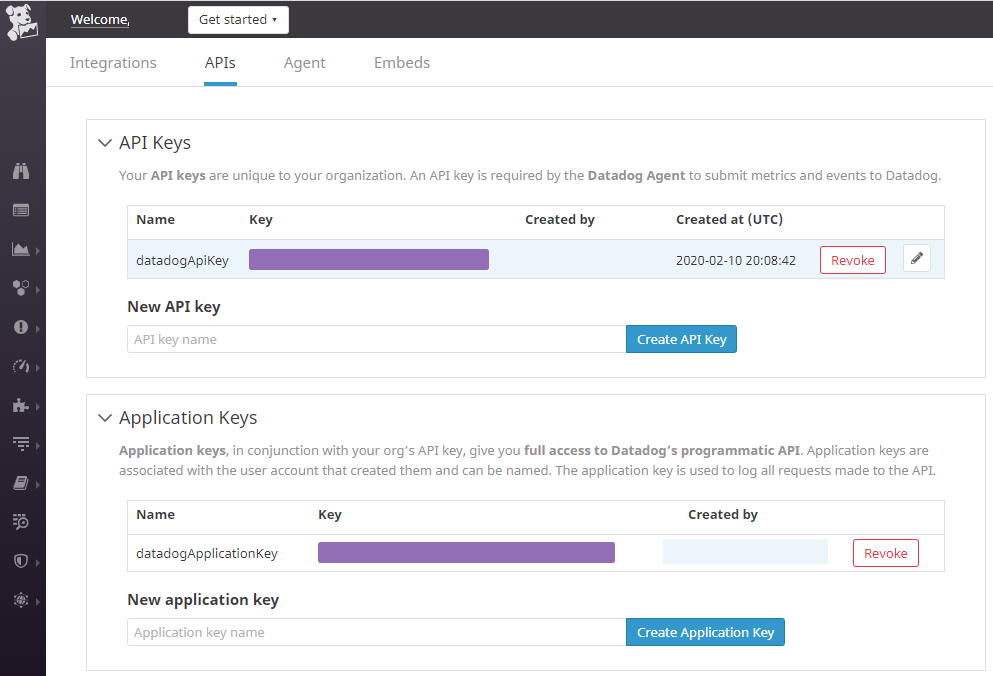 Welcome,
Get started ▾
Integrations APIs Agent Embeds
API Keys
Your API keys are unique to your organization. An API key is required by the Datadog Agent to submit metrics and events to Datadog.
Name Key Created by Created at (UTC)
datadogApiKey 2020-02-10 20:08:42 Revoke
New API key
API key name Create API Key
Application Keys
Application keys, in conjunction with your org's API key, give you full access to Datadog's programmatic API. Application keys are
associated with the user account that created them and can be named. The application key is used to log all requests made to the API.
Name Key Created by
datadogApplicationKey Revoke
New application key
Application key name Create Application Key